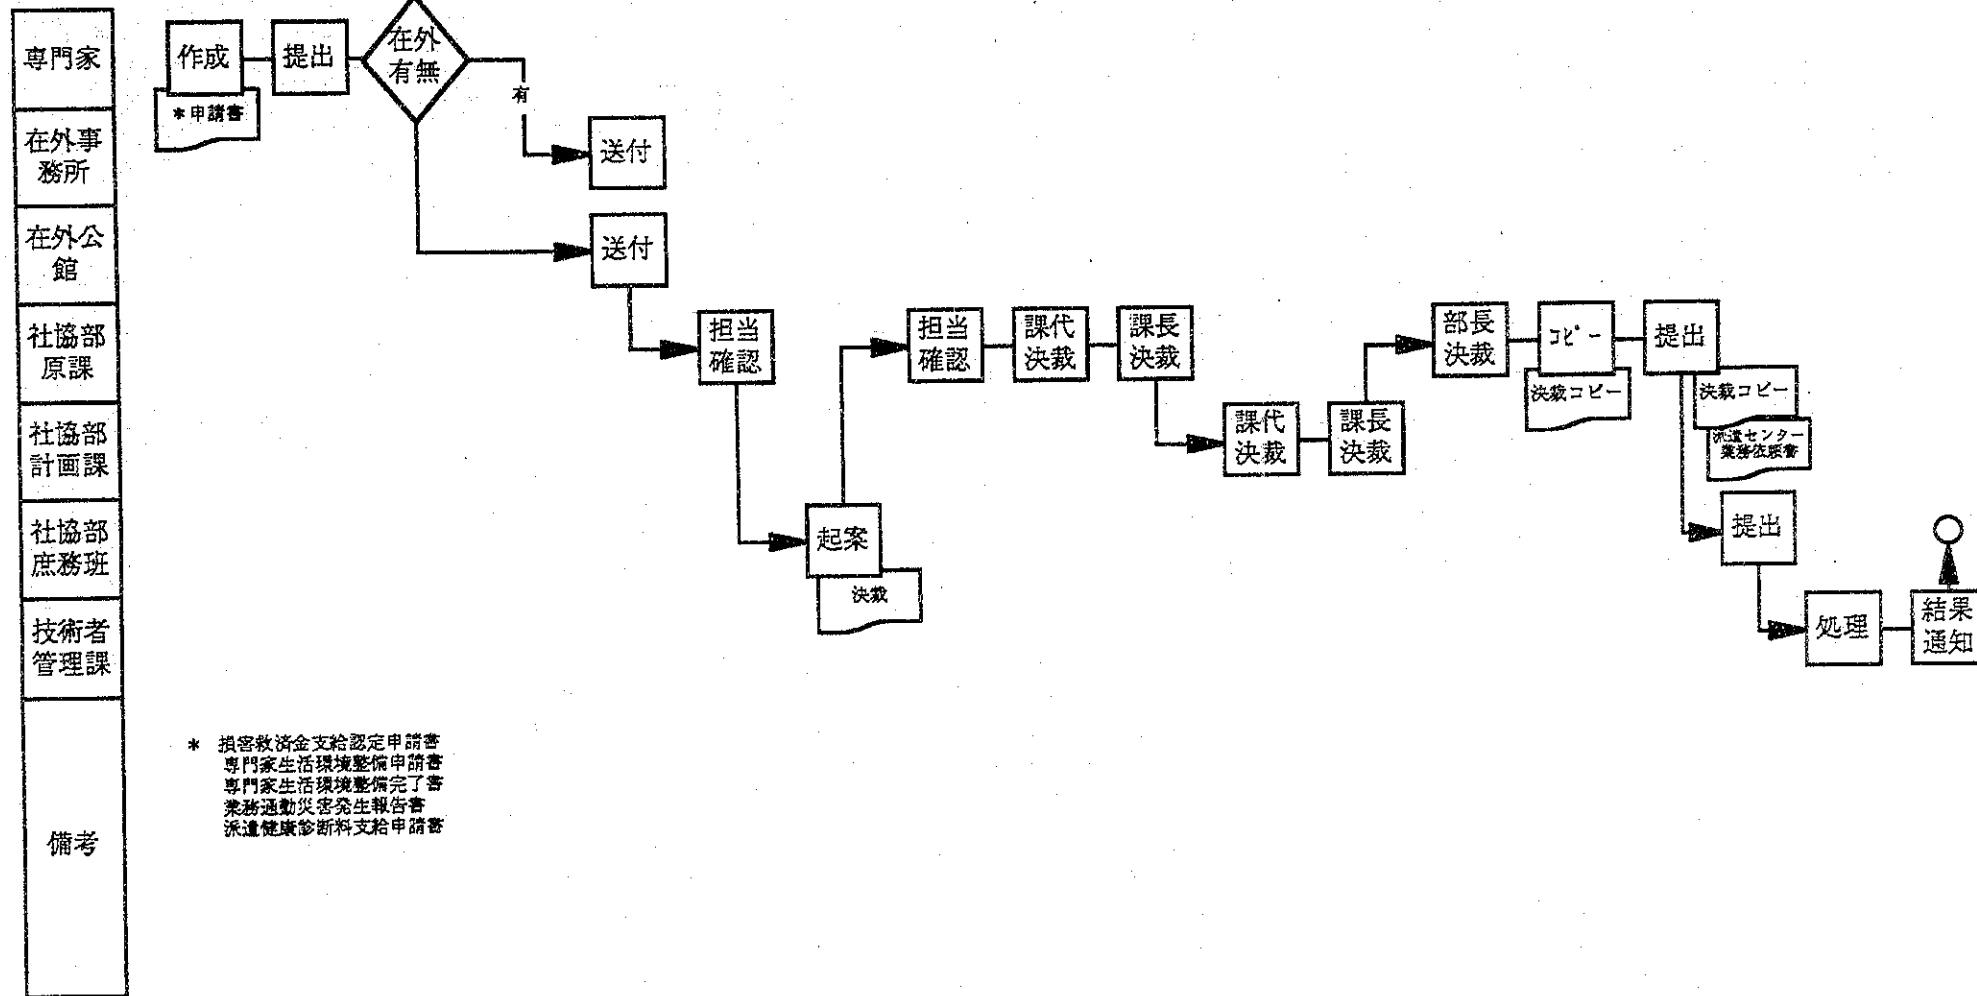 専門家
在外事
務所
在外公
館
社協部
原課
社協部
計画課
社協部
庶務班
技術者
管理課
備考
作成
*申請書
提出
在外
有無
有
送付
送付
担当
確認
起案
決裁
担当
確認
課代
決裁
課長
決裁
課代
決裁
課長
決裁
部長
決裁
コピー
決裁コピー
提出
決裁コピー
派遣センター
業務依頼書
提出
処理
結果
通知
* 損害救済金支給認定申請書
専門家生活環境整備申請書
専門家生活環境整備完了書
業務通勤災害発生報告書
派遣健康診断料支給申請書